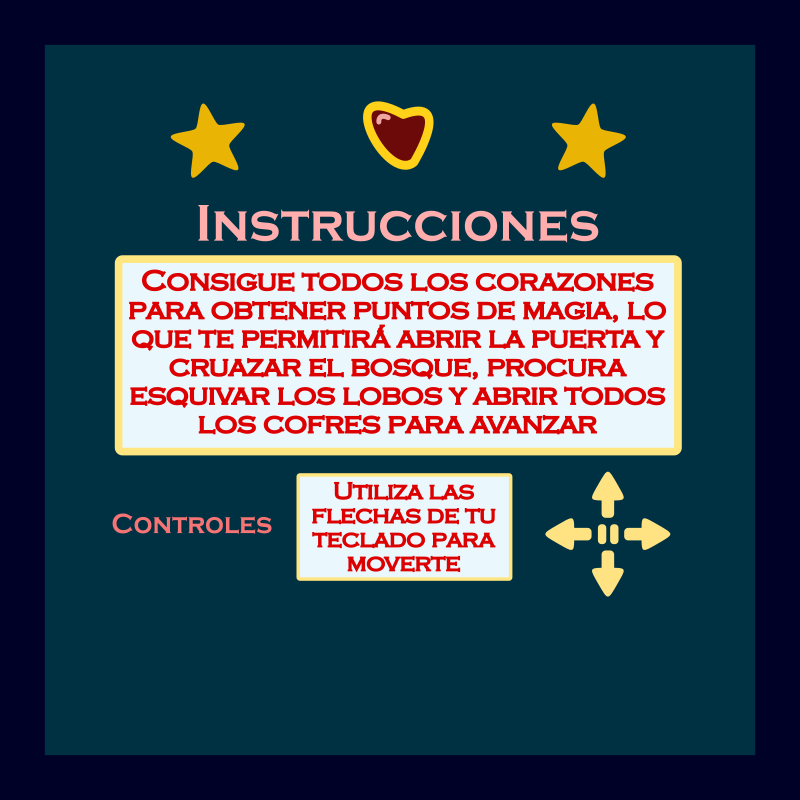 Instrucciones
Consigue todos los corazones
para obtener puntos de magia, lo
que te permitirá abrir la puerta y
cruazar el bosque, procura
esquivar los lobos y abrir todos
los cofres para avanzar
Controles
Utiliza las
flechas de tu
teclado para
moverte